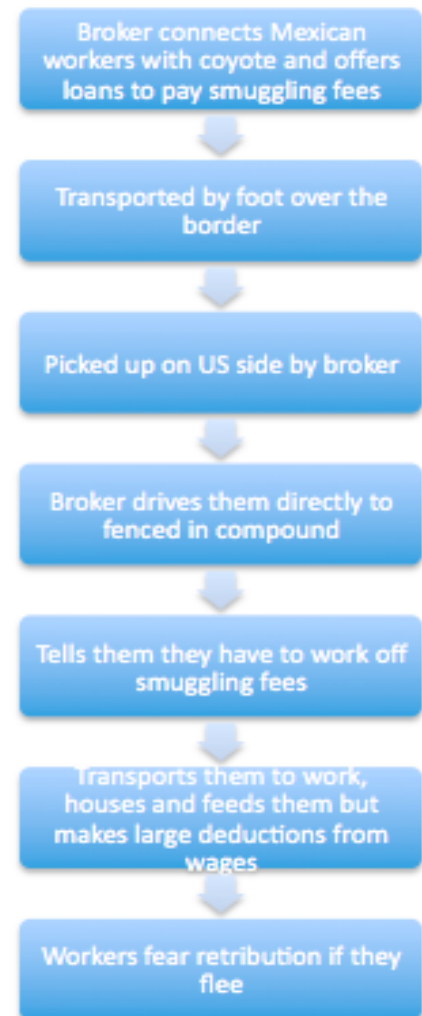 Broker connects Mexican
workers with coyote and offers
loans to pay smuggling fees
Transported by foot over the
border
Picked up on US side by broker
Broker drives them directly to
fenced in compound
Tells them they have to work off
smuggling fees
Transports them to work,
houses and feeds them but
makes large deductions from
wages
Workers fear retribution if they
flee